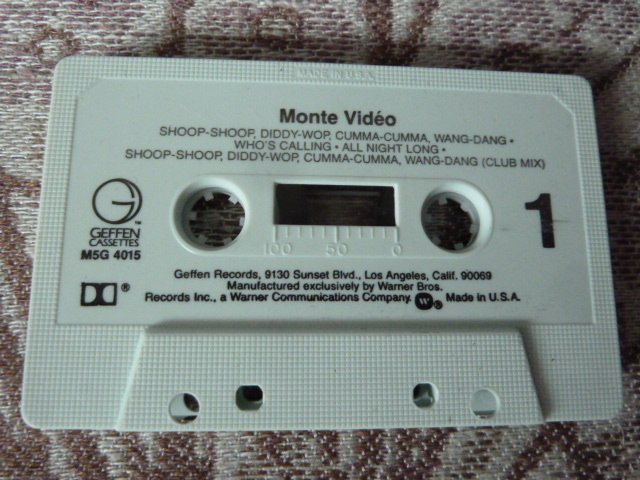 MADE IN U.S.A.
Monte Vidéo
SHOOP-SHOOP, DIDDY-WOP, CUMMA-CUMMA, WANG-DANG •
WHO'S CALLING • ALL NIGHT LONG •
SHOOP-SHOOP, DIDDY-WOP, CUMMA-CUMMA, WANG-DANG (CLUB MIX)
G
™
GEFFEN
CASSETTES
M5G 4015
1
100 50 0
Geffen Records, 9130 Sunset Blvd., Los Angeles, Calif. 90069
Manufactured exclusively by Warner Bros.
Records Inc., a Warner Communications Company. W ® Made in U.S.A.
®